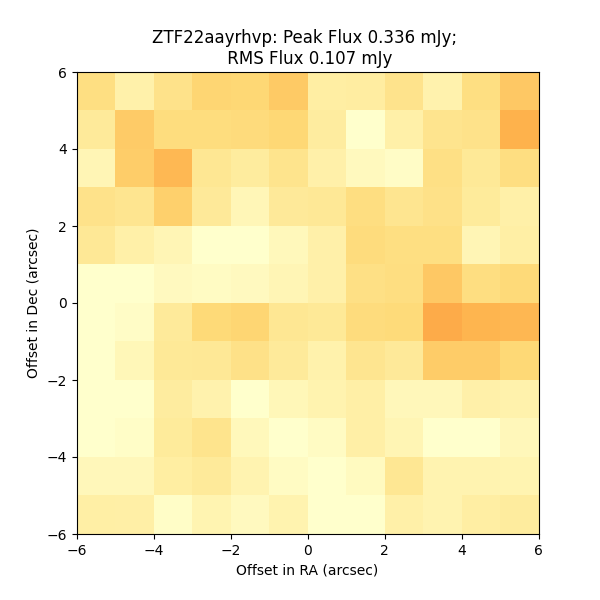 ZTF22aayrhvp: Peak Flux 0.336 mJy;
RMS Flux 0.107 mJy
6
4
2
0
−2
−4
−6
Offset in Dec (arcsec)
−6 −4 −2 0 2 4 6
Offset in RA (arcsec)